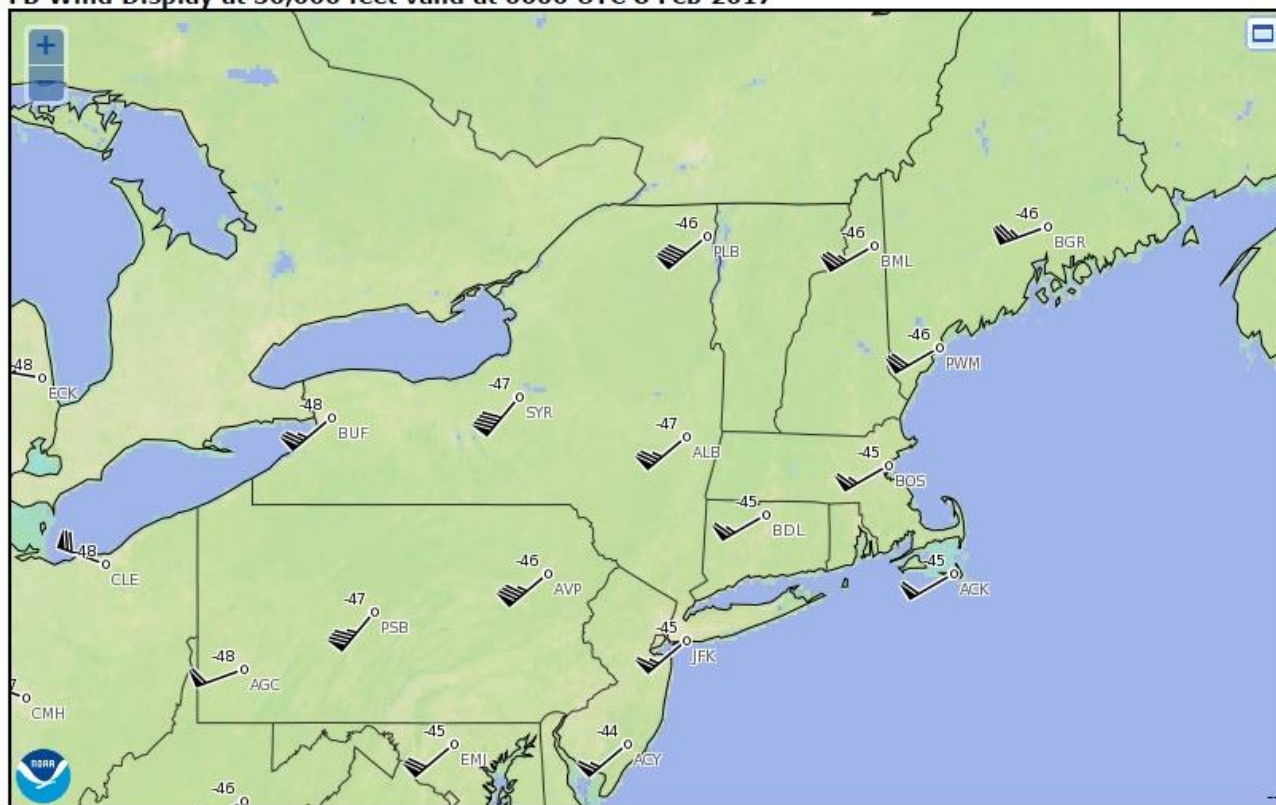 FB Wind Display at 30,000 feet valid at 0600 UTC 8 Feb 2017
+
-46
PLB
-46
BML
-46
BGR
-46
PWM
-48
ECK
-48
BUF
-47
SYR
-47
ALB
-45
BOS
-45
BDL
-48
CLE
-46
AVP
-45
ACK
-47
PSB
-45
JFK
-48
AGC
CMH
-45
EMI
-44
ACY
NOAA
-46